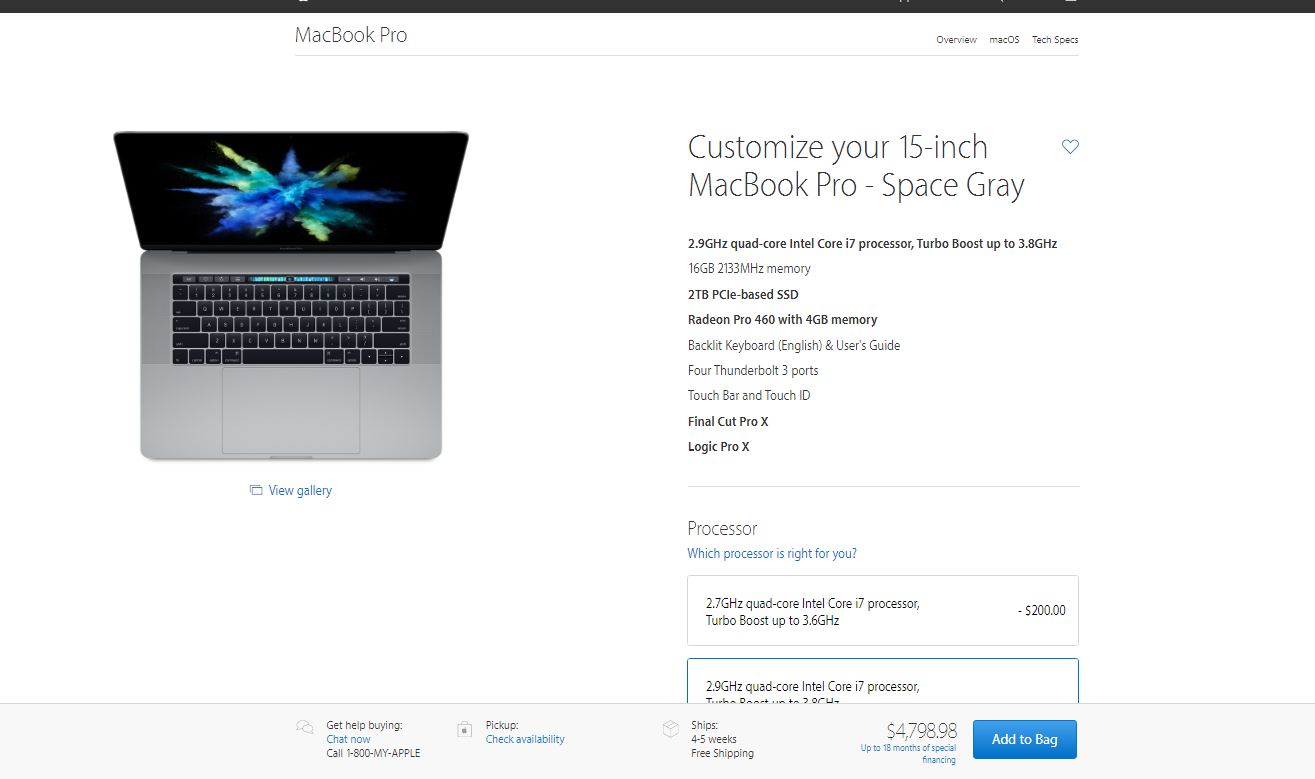 MacBook Pro
Overview macOS Tech Specs
Customize your 15-inch
MacBook Pro - Space Gray
2.9GHz quad-core Intel Core i7 processor, Turbo Boost up to 3.8GHz
16GB 2133MHz memory
2TB PCIe-based SSD
Radeon Pro 460 with 4GB memory
Backlit Keyboard (English) & User's Guide
Four Thunderbolt 3 ports
Touch Bar and Touch ID
Final Cut Pro X
Logic Pro X
View gallery
Processor
Which processor is right for you?
2.7GHz quad-core Intel Core i7 processor,
Turbo Boost up to 3.6GHz
- $200.00
2.9GHz quad-core Intel Core i7 processor,
Turbo Boost up to 3.8GHz
Get help buying:
Chat now
Call 1-800-MY-APPLE
Pickup:
Check availability
Ships:
4-5 weeks
Free Shipping
$4,798.98
Up to 18 months of special
financing
Add to Bag